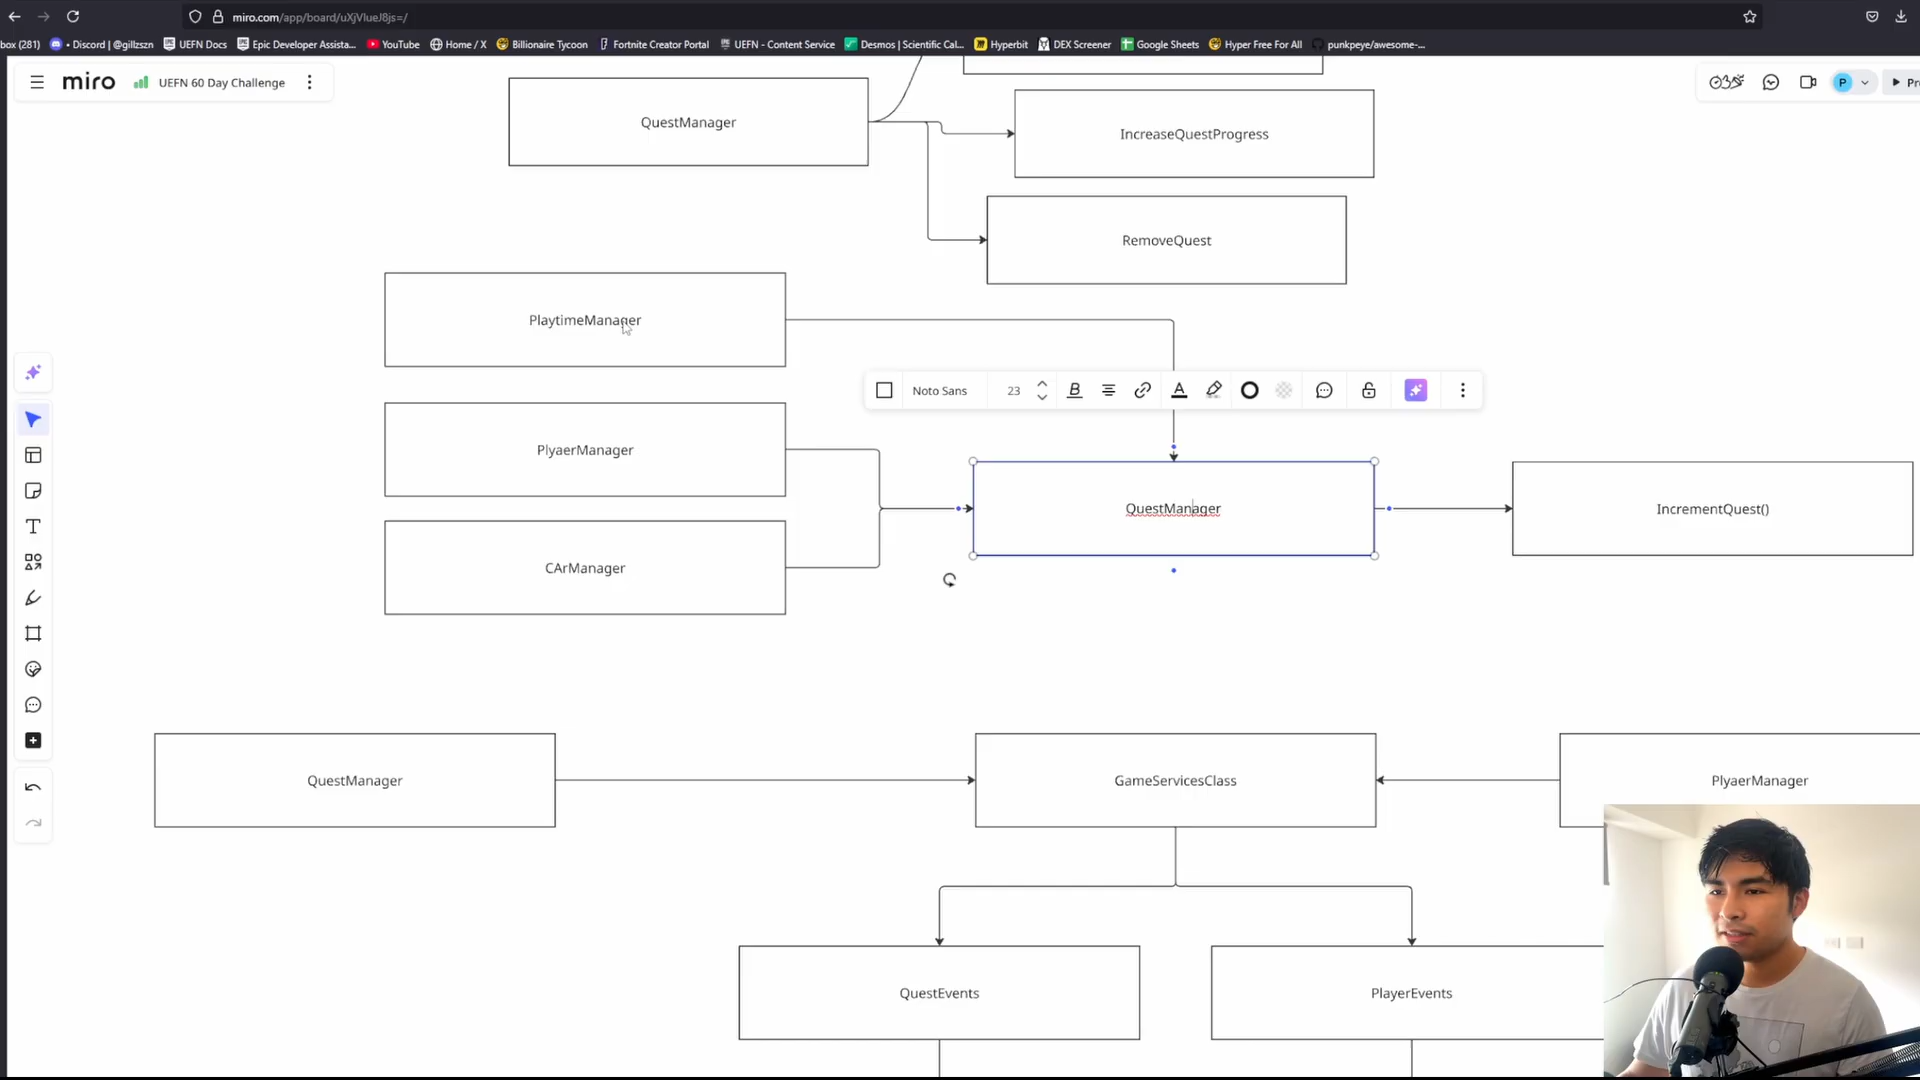 miro.com/app/board/uXjVIueJ8js=/
box (281)
• Discord | @gillzszn
UEFN Docs
Epic Developer Assista...
YouTube
Home / X
Billionaire Tycoon
Fortnite Creator Portal
UEFN - Content Service
Desmos | Scientific Cal...
Hyperbit
DEX Screener
Google Sheets
Hyper Free For All
punkpeye/awesome-...
miro
UEFN 60 Day Challenge
P
Pre
QuestManager
IncreaseQuestProgress
RemoveQuest
PlaytimeManager
Noto Sans
23
B
A
PlyaerManager
QuestManager
IncrementQuest()
CArManager
QuestManager
GameServicesClass
PlyaerManager
QuestEvents
PlayerEvents